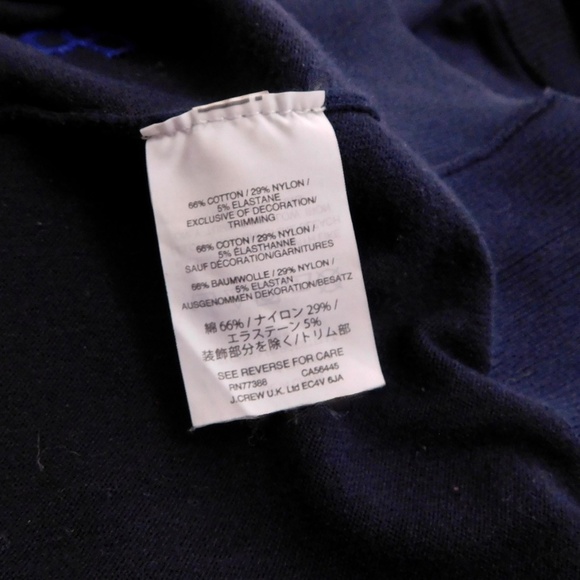 66% COTTON / 29% NYLON /
5% ELASTANE
EXCLUSIVE OF DECORATION/
TRIMMING
66% COTON / 29% NYLON /
5% ÉLASTHANNE
SAUF DÉCORATION/GARNITURES
66% BAUMWOLLE / 29% NYLON /
5% ELASTAN
AUSGENOMMEN DEKORATION/BESATZ
綿 66% / ナイロン 29% /
エラステーン 5%
装飾部分を除く/トリム部
SEE REVERSE FOR CARE
RN77388 CA56445
J.CREW U.K. Ltd EC4V 6JA